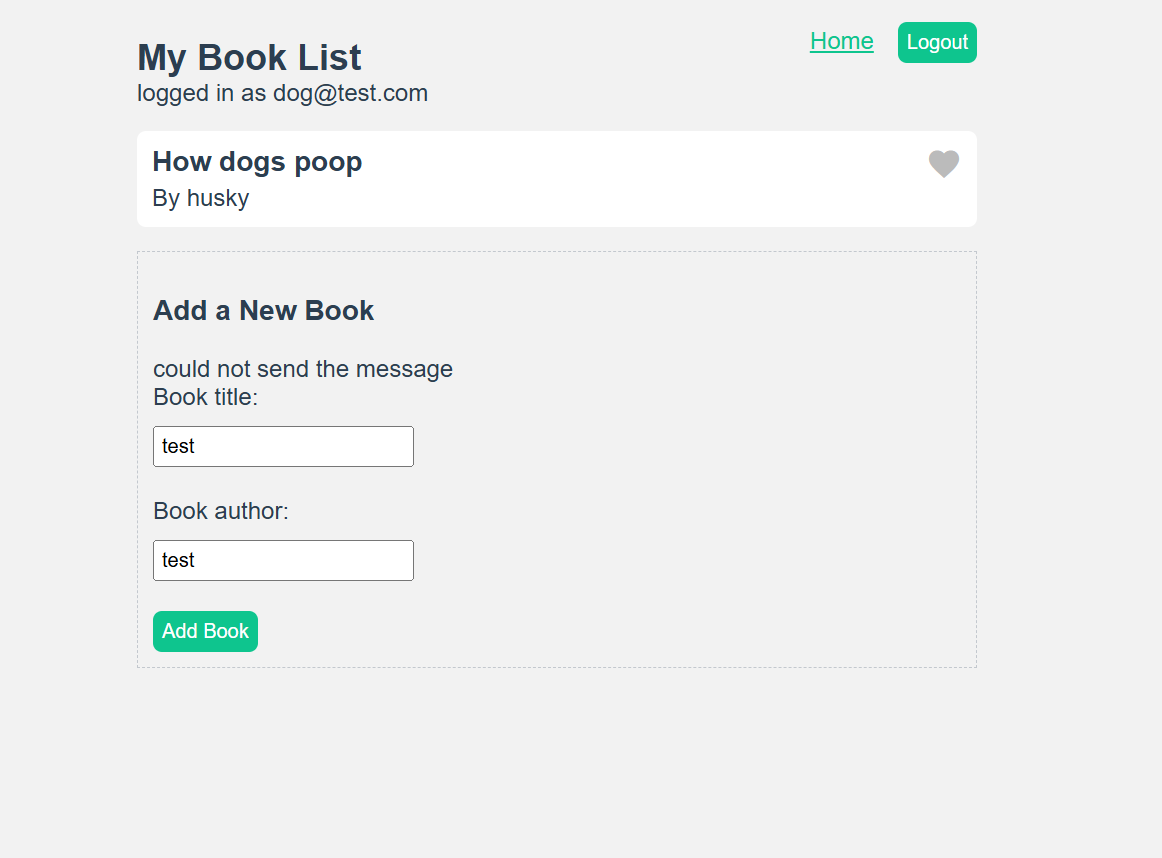 My Book List
Home
Logout
logged in as dog@test.com
How dogs poop
By husky
Add a New Book
could not send the message
Book title:
test
Book author:
test
Add Book